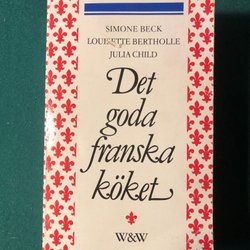 SIMONE BECK
LOUISETTE BERTHOLLE
JULIA CHILD
Det
goda
franska
köket
W&W